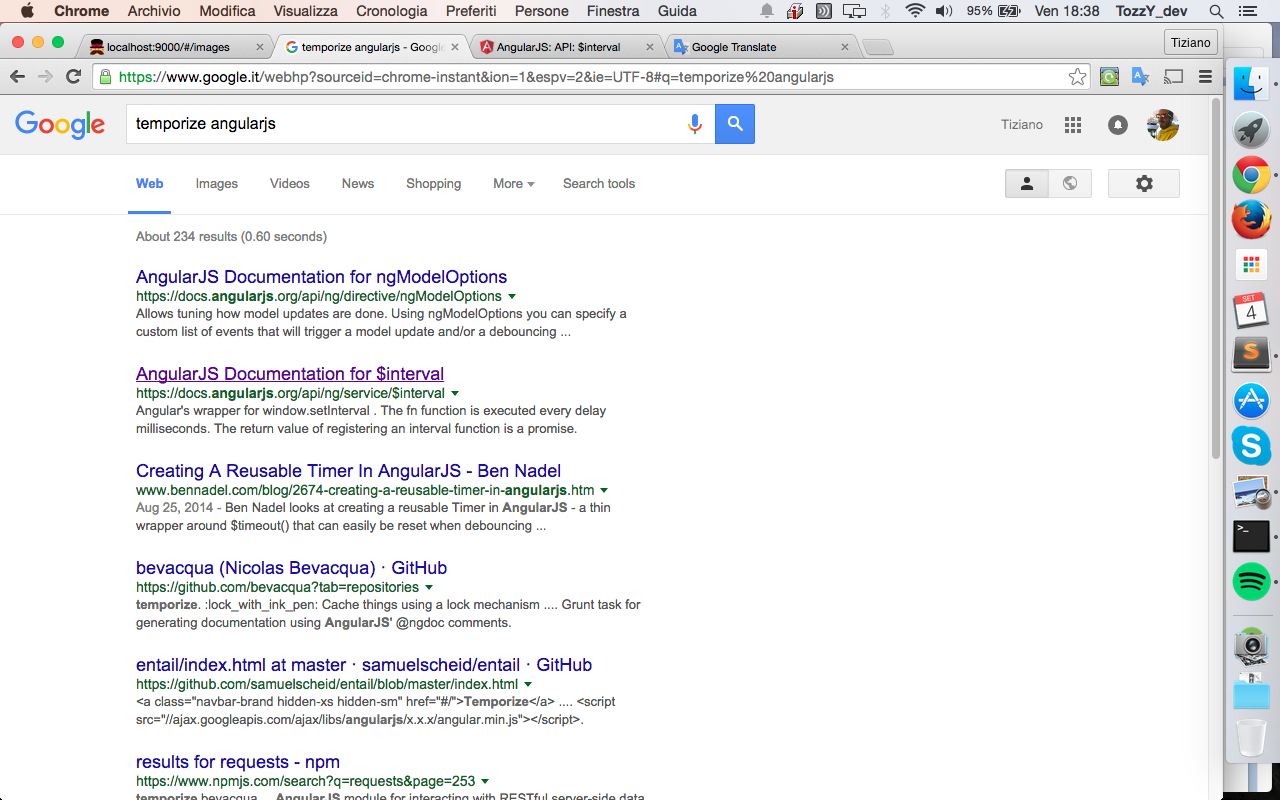 Chrome Archivio Modifica Visualizza Cronologia Preferiti Persone Finestra Guida 95% Ven 18:38 TozzY_dev
localhost:9000/#/images temporize angularjs - Google AngularJS: API: $interval Google Translate Tiziano
https://www.google.it/webhp?sourceid=chrome-instant&ion=1&espv=2&ie=UTF-8#q=temporize%20angularjs
Google temporize angularjs Tiziano
Web Images Videos News Shopping More Search tools
About 234 results (0.60 seconds)
AngularJS Documentation for ngModelOptions
https://docs.angularjs.org/api/ng/directive/ngModelOptions
Allows tuning how model updates are done. Using ngModelOptions you can specify a
custom list of events that will trigger a model update and/or a debouncing ...
AngularJS Documentation for $interval
https://docs.angularjs.org/api/ng/service/$interval
Angular's wrapper for window.setInterval . The fn function is executed every delay
milliseconds. The return value of registering an interval function is a promise.
Creating A Reusable Timer In AngularJS - Ben Nadel
www.bennadel.com/blog/2674-creating-a-reusable-timer-in-angularjs.htm
Aug 25, 2014 - Ben Nadel looks at creating a reusable Timer in AngularJS - a thin
wrapper around $timeout() that can easily be reset when debouncing ...
bevacqua (Nicolas Bevacqua) · GitHub
https://github.com/bevacqua?tab=repositories
temporize. :lock_with_ink_pen: Cache things using a lock mechanism .... Grunt task for
generating documentation using AngularJS' @ngdoc comments.
entail/index.html at master · samuelscheid/entail · GitHub
https://github.com/samuelscheid/entail/blob/master/index.html
<a class="navbar-brand hidden-xs hidden-sm" href="#/">Temporize</a> .... <script
src="//ajax.googleapis.com/ajax/libs/angularjs/x.x.x/angular.min.js"></script>.
results for requests - npm
https://www.npmjs.com/search?q=requests&page=253
temporize bevacqua ... AngularJS module for interacting with RESTful server-side data
SET
4
S
S
>_